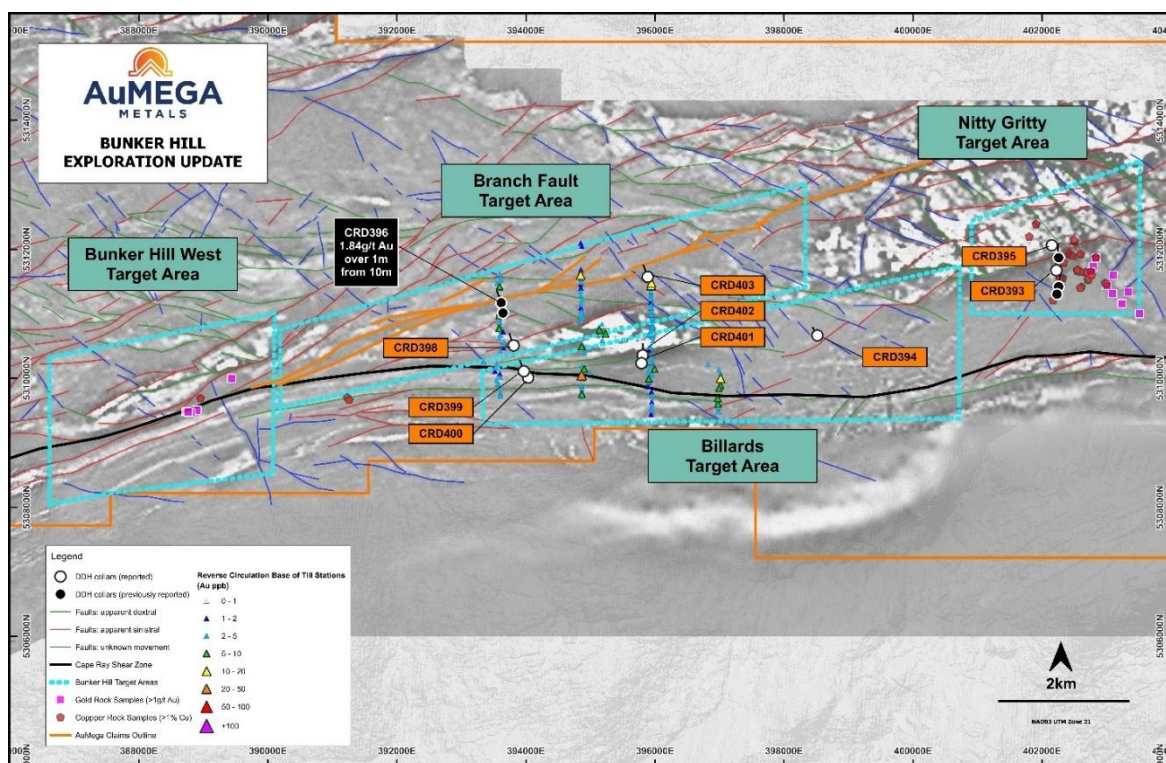 388000E
390000E
392000E
394000E
396000E
398000E
400000E
402000E
5314000N
5312000N
5310000N
5308000N
5306000N
5314000N
5312000N
5310000N
5308000N
5306000N
AuMEGA
METALS
BUNKER HILL
EXPLORATION UPDATE
Nitty Gritty
Target Area
Branch Fault
Target Area
CRD396
1.84g/t Au
over 1m
from 10m
Bunker Hill West
Target Area
CRD395
CRD393
CRD403
CRD402
CRD401
CRD398
CRD394
CRD399
CRD400
Billards
Target Area
Legend
DDH collars (reported)
DDH collars (previously reported)
Faults: apparent dextral
Faults: apparent sinistral
Faults: unknown movement
Cape Ray Shear Zone
Bunker Hill Target Areas
Gold Rock Samples (>1g/t Au)
Coppper Rock Samples (>1% Cu)
AuMega Claims Outline
Reverse Circulation Base of Till Stations
(Au ppb)
0 - 1
1 - 2
2 - 5
5 - 10
10 - 20
20 - 50
50 - 100
+100
2km
NAD83 UTM Zone 21
388000E
390000E
392000E
394000E
396000E
398000E
400000E
402000E